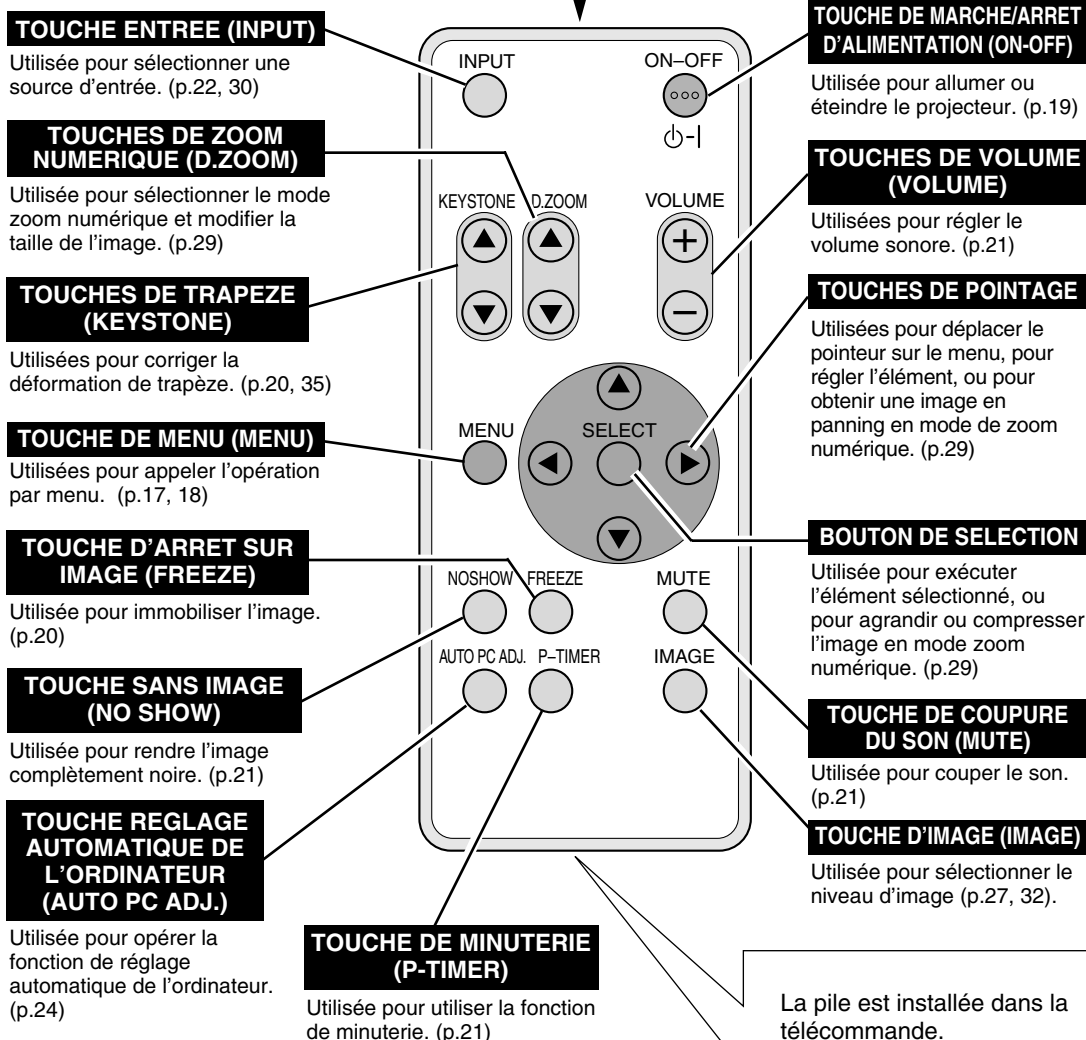 TOUCHE ENTREE (INPUT)
Utilisée pour sélectionner une
source d'entrée. (p.22, 30)
TOUCHES DE ZOOM
NUMERIQUE (D.ZOOM)
Utilisée pour sélectionner le mode
zoom numérique et modifier la
taille de l'image. (p.29)
TOUCHES DE TRAPEZE
(KEYSTONE)
Utilisées pour corriger la
déformation de trapèze. (p.20, 35)
TOUCHE DE MENU (MENU)
Utilisées pour appeler l'opération
par menu. (p.17, 18)
TOUCHE D'ARRET SUR
IMAGE (FREEZE)
Utilisée pour immobiliser l'image.
(p.20)
TOUCHE SANS IMAGE
(NO SHOW)
Utilisée pour rendre l'image
complètement noire. (p.21)
TOUCHE REGLAGE
AUTOMATIQUE DE
L'ORDINATEUR
(AUTO PC ADJ.)
Utilisée pour opérer la
fonction de réglage
automatique de l'ordinateur.
(p.24)
TOUCHE DE MINUTERIE
(P-TIMER)
Utilisée pour utiliser la fonction
de minuterie. (p.21)
INPUT
ON–OFF
KEYSTONE
D.ZOOM
VOLUME
MENU
SELECT
NOSHOW
FREEZE
MUTE
AUTO PC ADJ.
P–TIMER
IMAGE
TOUCHE DE MARCHE/ARRET
D'ALIMENTATION (ON-OFF)
Utilisée pour allumer ou
éteindre le projecteur. (p.19)
TOUCHES DE VOLUME
(VOLUME)
Utilisées pour régler le
volume sonore. (p.21)
TOUCHES DE POINTAGE
Utilisées pour déplacer le
pointeur sur le menu, pour
régler l'élément, ou pour
obtenir une image en
panning en mode de zoom
numérique. (p.29)
BOUTON DE SELECTION
Utilisée pour exécuter
l'élément sélectionné, ou
pour agrandir ou compresser
l'image en mode zoom
numérique. (p.29)
TOUCHE DE COUPURE
DU SON (MUTE)
Utilisée pour couper le son.
(p.21)
TOUCHE D'IMAGE (IMAGE)
Utilisée pour sélectionner le
niveau d'image (p.27, 32).
La pile est installée dans la
télécommande.